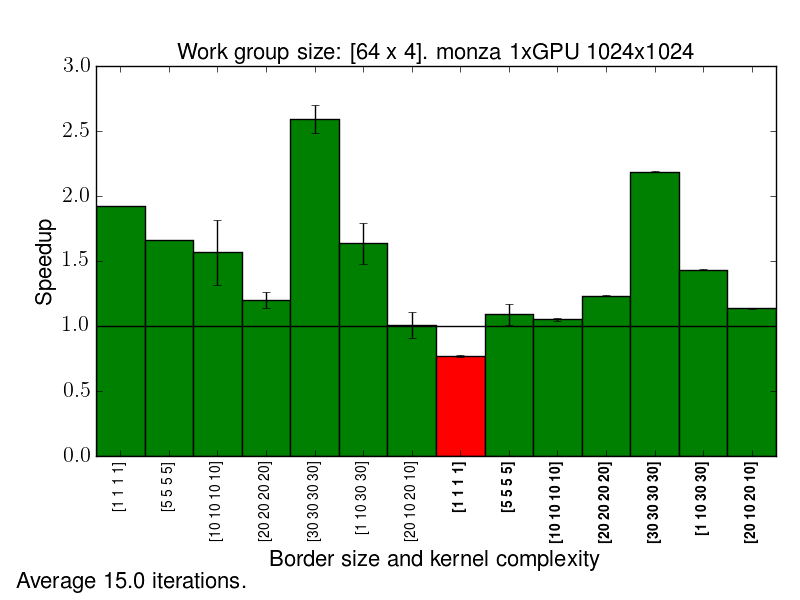 Work group size: [64 x 4]. monza 1xGPU 1024x1024
3.0
2.5
2.0
1.5
1.0
0.5
0.0
Speedup
[1 1 1 1]
[5 5 5 5]
[10 10 10 10]
[20 20 20 20]
[30 30 30 30]
[1 10 30 30]
[20 10 20 10]
[1 1 1 1]
[5 5 5 5]
[10 10 10 10]
[20 20 20 20]
[30 30 30 30]
[1 10 30 30]
[20 10 20 10]
Border size and kernel complexity
Average 15.0 iterations.